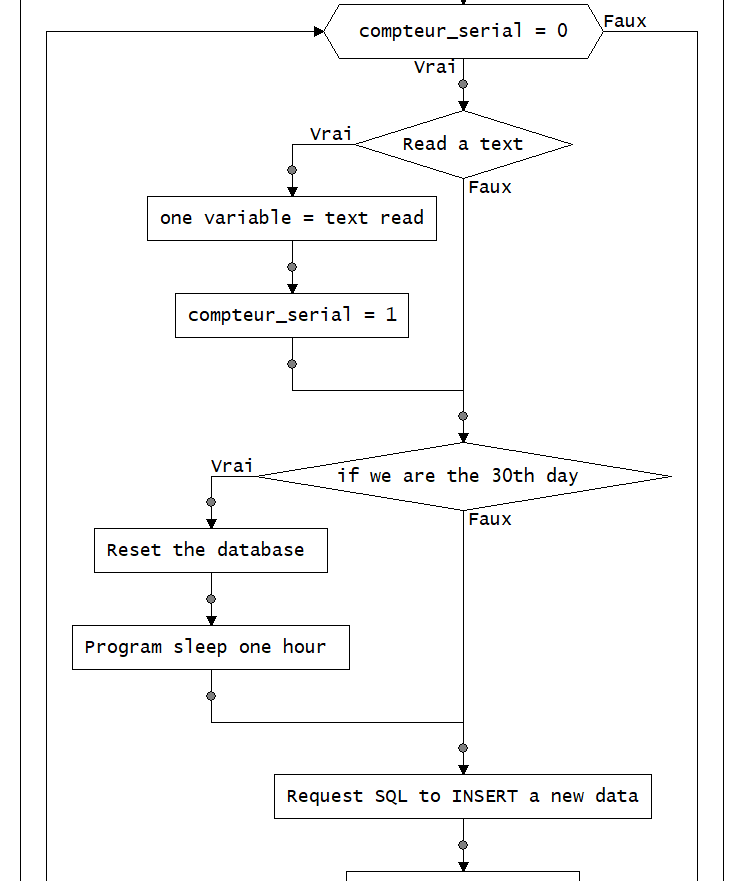 compteur_serial = 0
Faux
Vrai
Vrai
Read a text
Faux
one variable = text read
compteur_serial = 1
Vrai
if we are the 30th day
Faux
Reset the database
Program sleep one hour
Request SQL to INSERT a new data